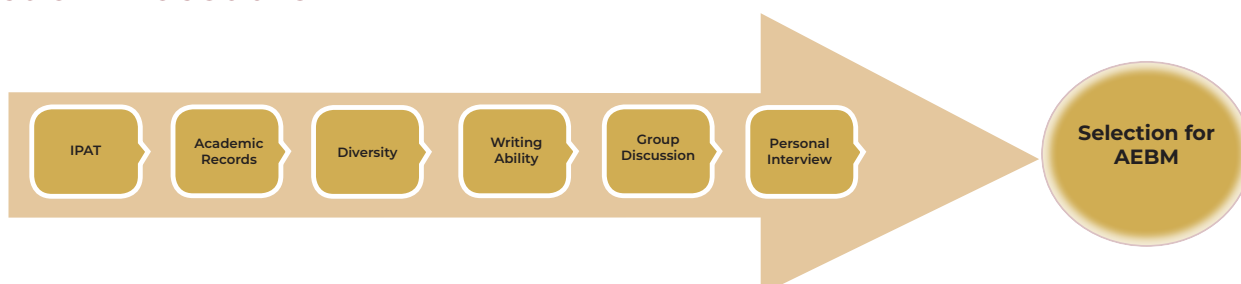 IPAT
Academic
Records
Diversity
Writing
Ability
Group
Discussion
Personal
Interview
Selection for
AEBM